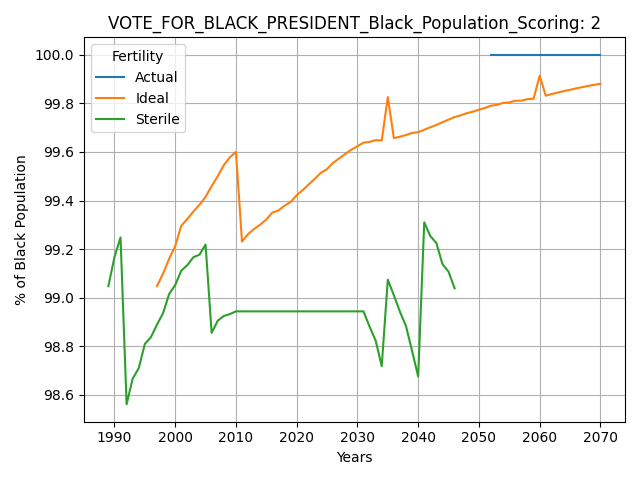 VOTE_FOR_BLACK_PRESIDENT_Black_Population_Scoring: 2
Fertility
Actual
Ideal
Sterile
% of Black Population
100.0
99.8
99.6
99.4
99.2
99.0
98.8
98.6
1990 2000 2010 2020 2030 2040 2050 2060 2070
Years